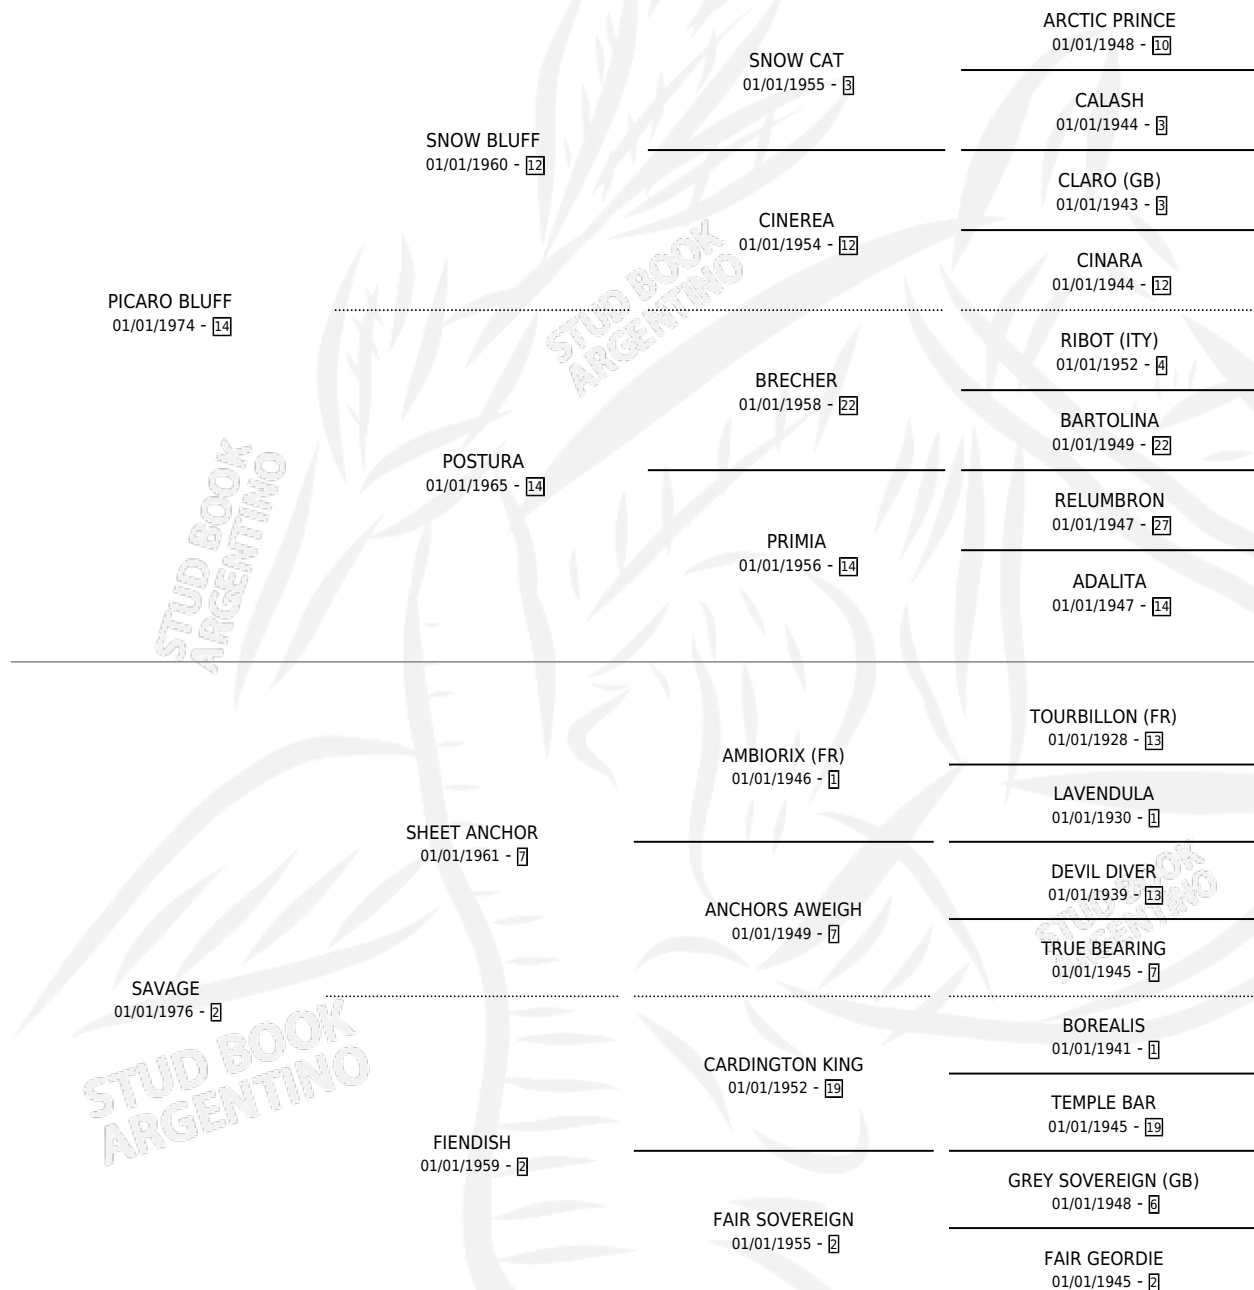 ARCTIC PRINCE
01/01/1948 - 10
SNOW CAT
01/01/1955 - 3
CALASH
01/01/1944 - 3
SNOW BLUFF
01/01/1960 - 12
CLARO (GB)
01/01/1943 - 3
CINEREA
01/01/1954 - 12
CINARA
01/01/1944 - 12
PICARO BLUFF
01/01/1974 - 14
RIBOT (ITY)
01/01/1952 - 4
BRECHER
01/01/1958 - 22
BARTOLINA
01/01/1949 - 22
POSTURA
01/01/1965 - 14
RELUMBRON
01/01/1947 - 27
PRIMIA
01/01/1956 - 14
ADALITA
01/01/1947 - 14
TOURBILLON (FR)
01/01/1928 - 13
AMBIORIX (FR)
01/01/1946 - 1
LAVENDULA
01/01/1930 - 1
SHEET ANCHOR
01/01/1961 - 7
DEVIL DIVER
01/01/1939 - 13
ANCHORS AWEIGH
01/01/1949 - 7
TRUE BEARING
01/01/1945 - 7
SAVAGE
01/01/1976 - 2
BOREALIS
01/01/1941 - 1
CARDINGTON KING
01/01/1952 - 19
TEMPLE BAR
01/01/1945 - 19
FIENDISH
01/01/1959 - 2
GREY SOVEREIGN (GB)
01/01/1948 - 6
FAIR SOVEREIGN
01/01/1955 - 2
FAIR GEORDIE
01/01/1945 - 2
STUD BOOK
ARGENTINO
STUD BOOK
ARGENTINO
STUD BOOK
ARGENTINO
STUD BOOK
ARGENTINO